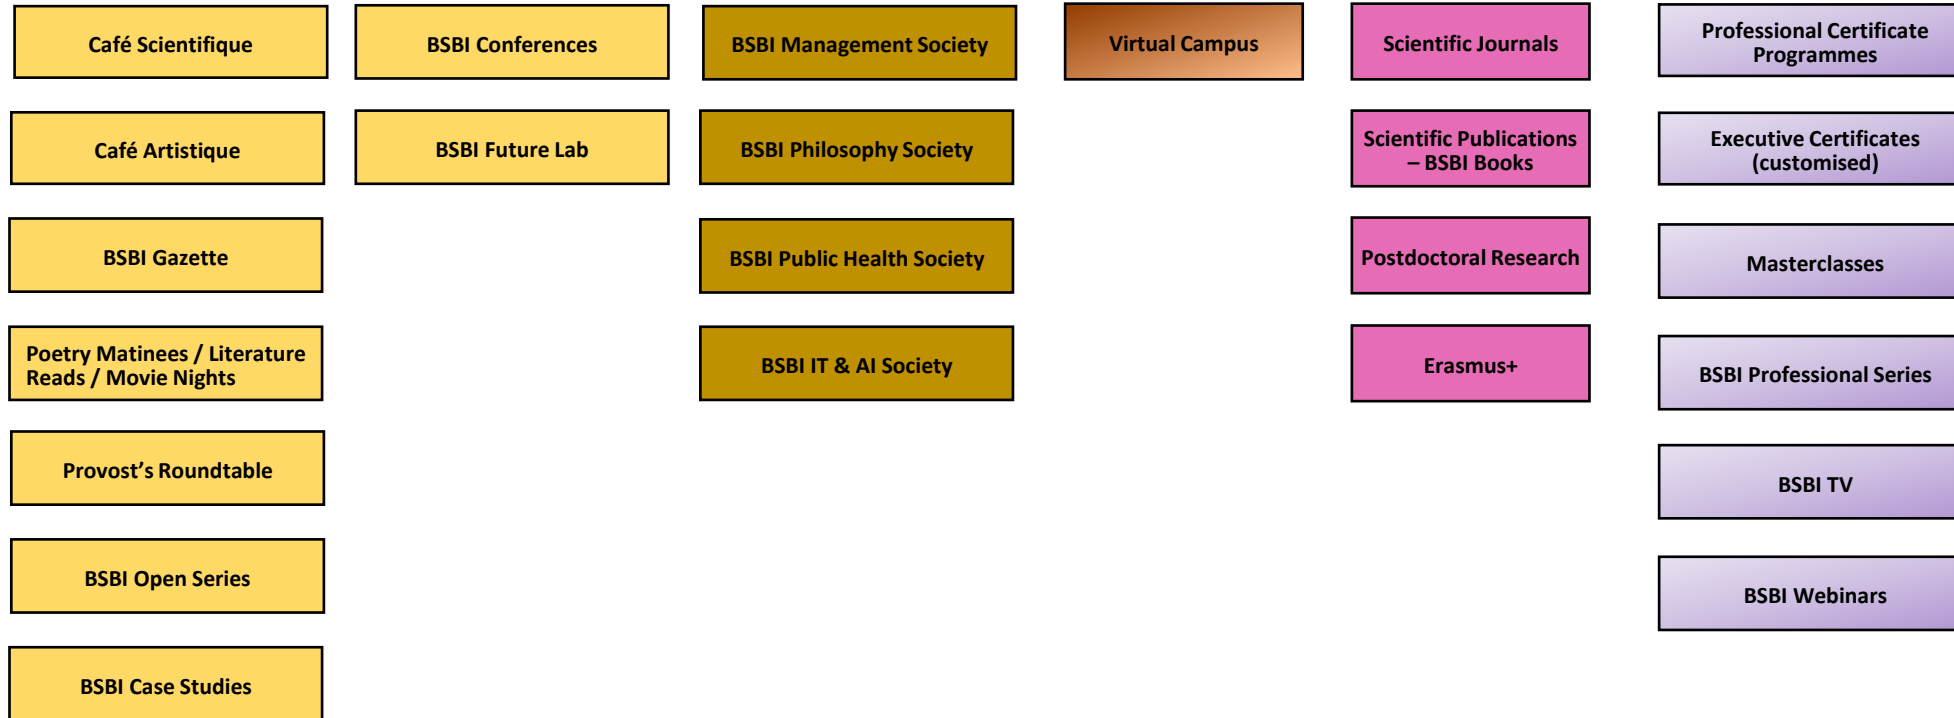 Café Scientifique
Café Artistique
BSBI Gazette
Poetry Matinees / Literature
Reads / Movie Nights
Provost’s Roundtable
BSBI Open Series
BSBI Case Studies
BSBI Conferences
BSBI Future Lab
BSBI Management Society
BSBI Philosophy Society
BSBI Public Health Society
BSBI IT & AI Society
Virtual Campus
Scientific Journals
Scientific Publications
– BSBI Books
Postdoctoral Research
Erasmus+
Professional Certificate
Programmes
Executive Certificates
(customised)
Masterclasses
BSBI Professional Series
BSBI TV
BSBI Webinars